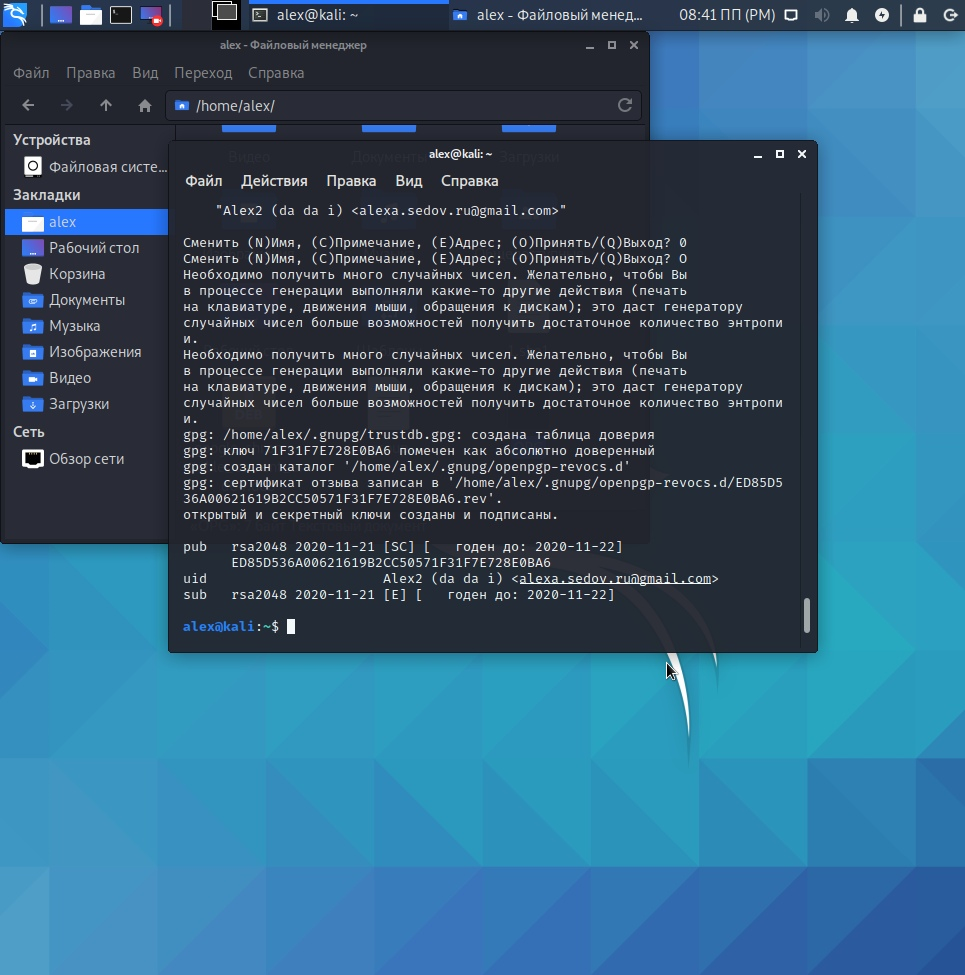 alex@kali: ~
alex - Файловый менед...
08:41 ПП (PM)
alex - Файловый менеджер
Файл Правка Вид Переход Справка
/home/alex/
Устройства
Файловая систе...
Закладки
alex
Рабочий стол
Корзина
Документы
Музыка
Изображения
Видео
Загрузки
Сеть
Обзор сети
alex@kali: ~
Файл Действия Правка Вид Справка
"Alex2 (da da i) <alexa.sedov.ru@gmail.com>"
Сменить (N)Имя, (C)Примечание, (E)Адрес; (O)Принять/(Q)Выход? 0
Сменить (N)Имя, (C)Примечание, (E)Адрес; (O)Принять/(Q)Выход? O
Необходимо получить много случайных чисел. Желательно, чтобы Вы
в процессе генерации выполняли какие-то другие действия (печать
на клавиатуре, движения мыши, обращения к дискам); это даст генератору
случайных чисел больше возможностей получить достаточное количество энтропи
и.
Необходимо получить много случайных чисел. Желательно, чтобы Вы
в процессе генерации выполняли какие-то другие действия (печать
на клавиатуре, движения мыши, обращения к дискам); это даст генератору
случайных чисел больше возможностей получить достаточное количество энтропи
и.
gpg: /home/alex/.gnupg/trustdb.gpg: создана таблица доверия
gpg: ключ 71F31F7E728E0BA6 помечен как абсолютно доверенный
gpg: создан каталог '/home/alex/.gnupg/openpgp-revocs.d'
gpg: сертификат отзыва записан в '/home/alex/.gnupg/openpgp-revocs.d/ED85D5
36A00621619B2CC50571F31F7E728E0BA6.rev'.
открытый и секретный ключи созданы и подписаны.
pub   rsa2048 2020-11-21 [SC] [   годен до: 2020-11-22]
ED85D536A00621619B2CC50571F31F7E728E0BA6
uid                      Alex2 (da da i) <alexa.sedov.ru@gmail.com>
sub   rsa2048 2020-11-21 [E] [   годен до: 2020-11-22]
alex@kali:~$